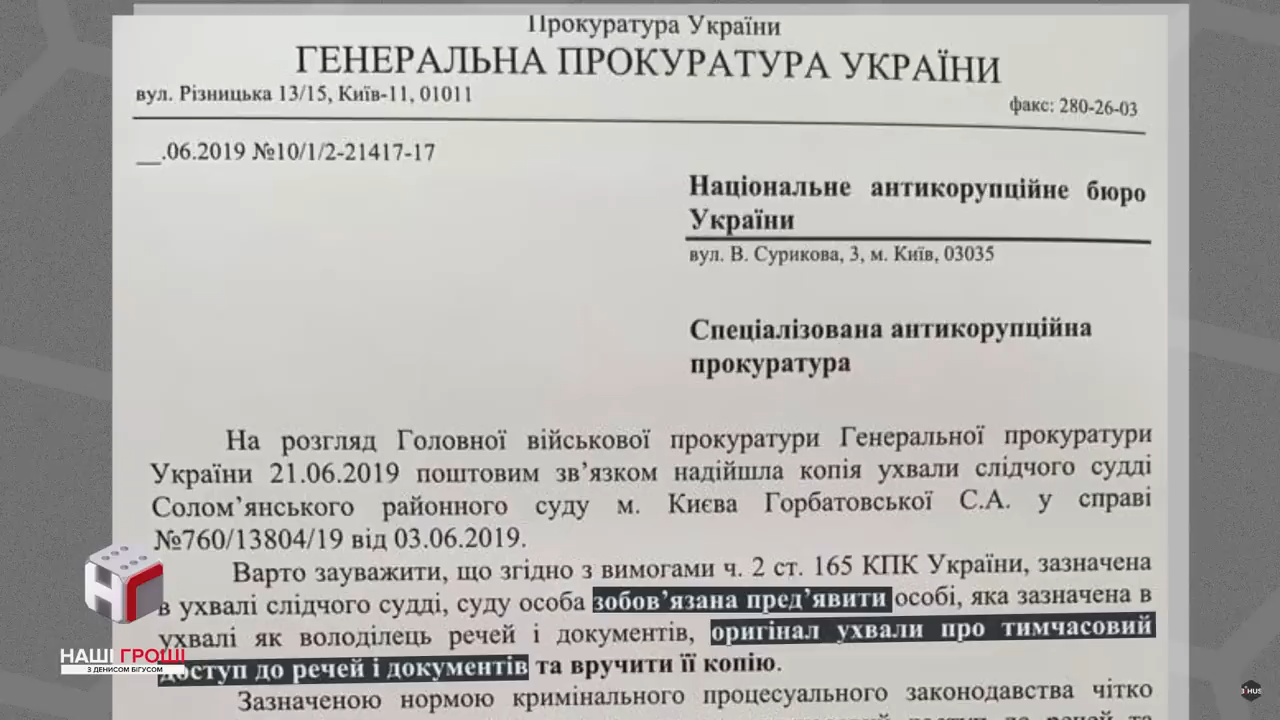 Прокуратура України
ГЕНЕРАЛЬНА ПРОКУРАТУРА УКРАЇНИ
вул. Різницька 13/15, Київ-11, 01011
факс: 280-26-03
__.06.2019 №10/1/2-21417-17
Національне антикорупційне бюро
України
вул. В. Сурикова, 3, м. Київ, 03035
Спеціалізована антикорупційна
прокуратура
На розгляд Головної військової прокуратури Генеральної прокуратури
України 21.06.2019 поштовим зв’язком надійшла копія ухвали слідчого судді
Солом’янського районного суду м. Києва Горбатовської С.А. у справі
№760/13804/19 від 03.06.2019.
Варто зауважити, що згідно з вимогами ч. 2 ст. 165 КПК України, зазначена
в ухвалі слідчого судді, суду особа зобов’язана пред’явити особі, яка зазначена в
ухвалі як володілець речей і документів, оригінал ухвали про тимчасовий
доступ до речей і документів та вручити її копію.
Зазначеною нормою кримінального процесуального законодавства чітко
НАШІ ГРОШІ
З ДЕНИСОМ БІГУСОМ